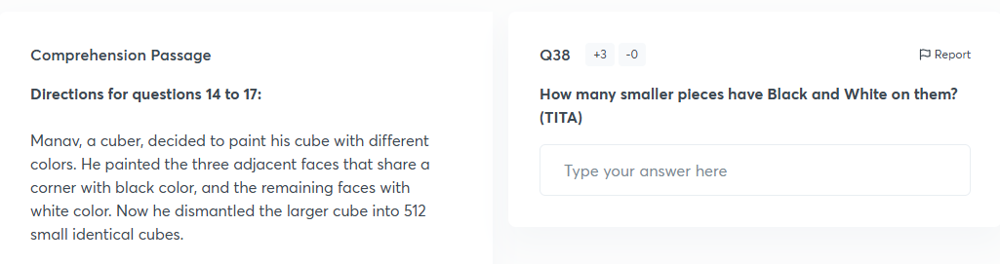 Comprehension Passage
Directions for questions 14 to 17:
Manav, a cuber, decided to paint his cube with different
colors. He painted the three adjacent faces that share a
corner with black color, and the remaining faces with
white color. Now he dismantled the larger cube into 512
small identical cubes.
Q38 +3 -0 Report
How many smaller pieces have Black and White on them?
(TITA)
Type your answer here